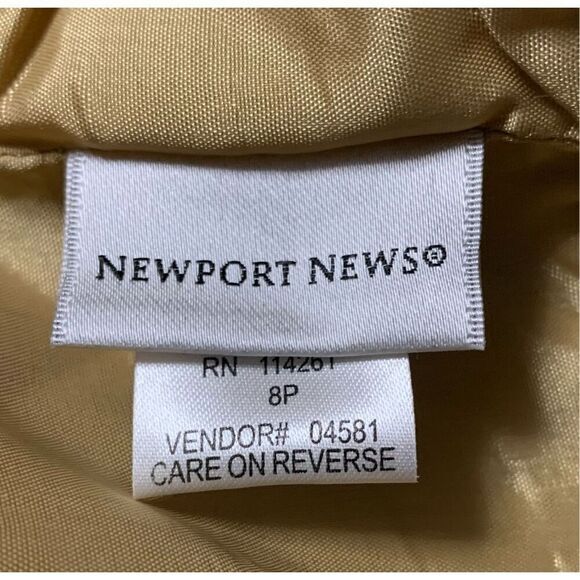 NEWPORT NEWS®
RN 114261
8P
VENDOR# 04581
CARE ON REVERSE